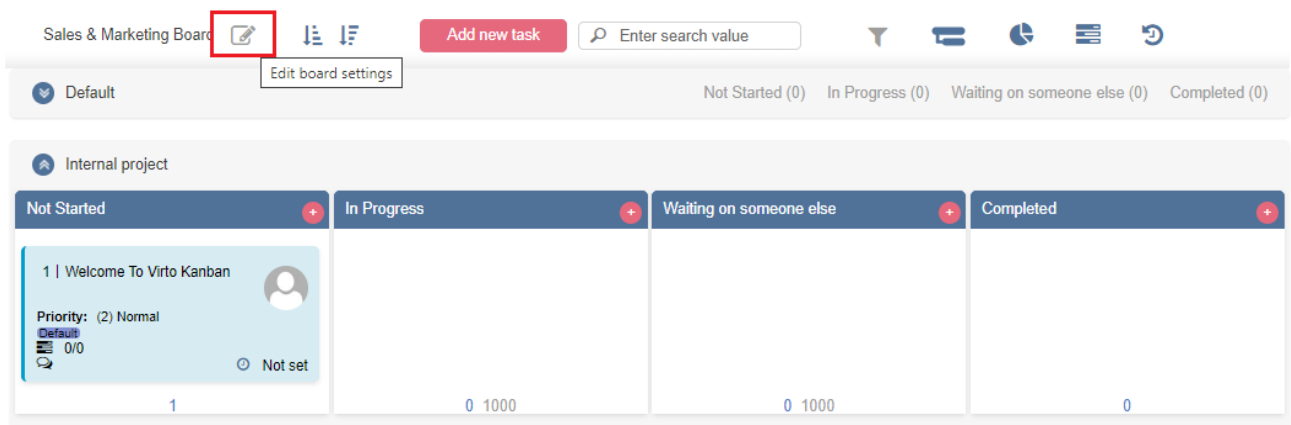 Sales & Marketing Board
Add new task
Enter search value
Edit board settings
Default
Not Started (0) In Progress (0) Waiting on someone else (0) Completed (0)
Internal project
Not Started + In Progress + Waiting on someone else + Completed +
1 | Welcome To Virto Kanban
Priority: (2) Normal
Default
0/0
Not set
1 0 1000 0 1000 0